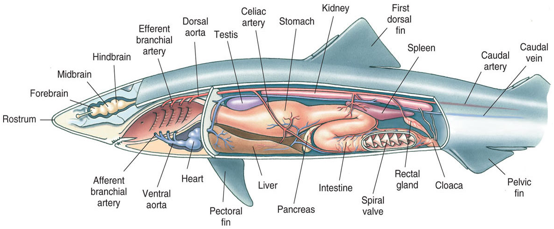 Efferent
branchial
artery
Dorsal
aorta
Testis
Celiac
artery
Stomach
Kidney
First
dorsal
fin
Spleen
Caudal
artery
Caudal
vein
Hindbrain
Midbrain
Forebrain
Rostrum
Afferent
branchial
artery
Ventral
aorta
Heart
Pectoral
fin
Liver
Pancreas
Intestine
Spiral
valve
Rectal
gland
Cloaca
Pelvic
fin